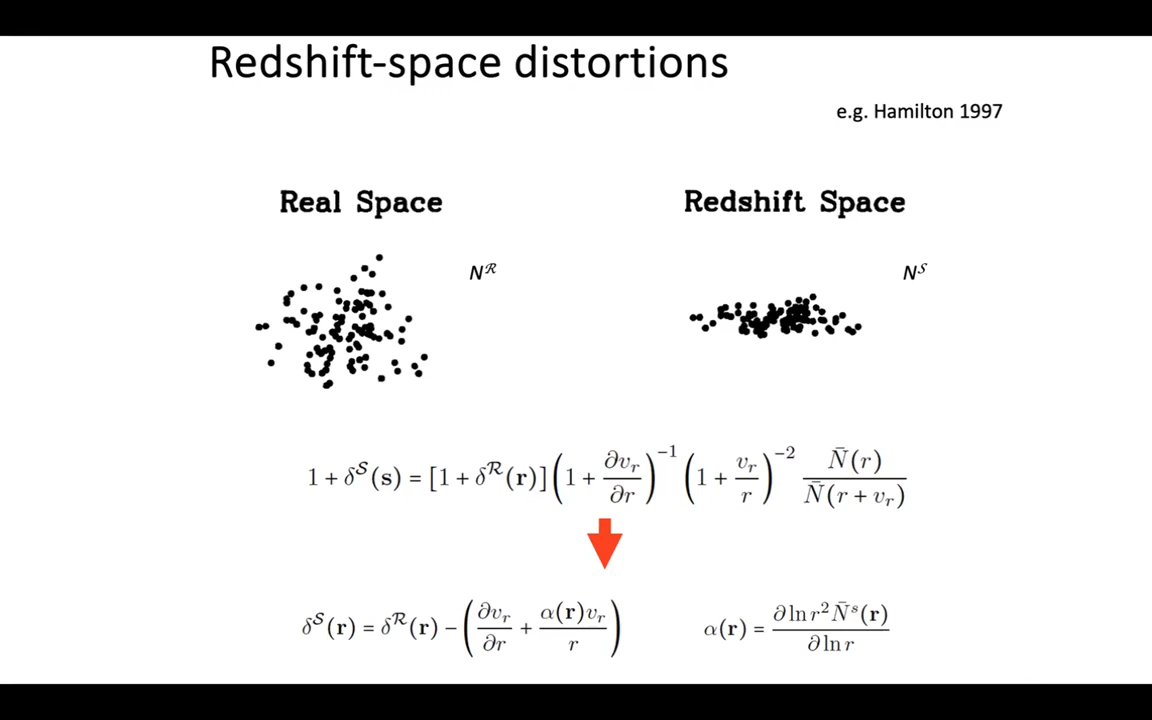 Redshift-space distortions
e.g. Hamilton 1997
Real Space
Redshift Space
N^ℛ
N^𝒮
1 + δ^𝒮(𝐬) = [1 + δ^ℛ(𝐫)] (1 + ∂v_r/∂r)^{−1} (1 + v_r/r)^{−2} N̄(r)/N̄(r + v_r)
δ^𝒮(𝐫) = δ^ℛ(𝐫) − (∂v_r/∂r + α(𝐫)v_r/r)
α(𝐫) = ∂ ln r² N̄^s(𝐫)/∂ ln r